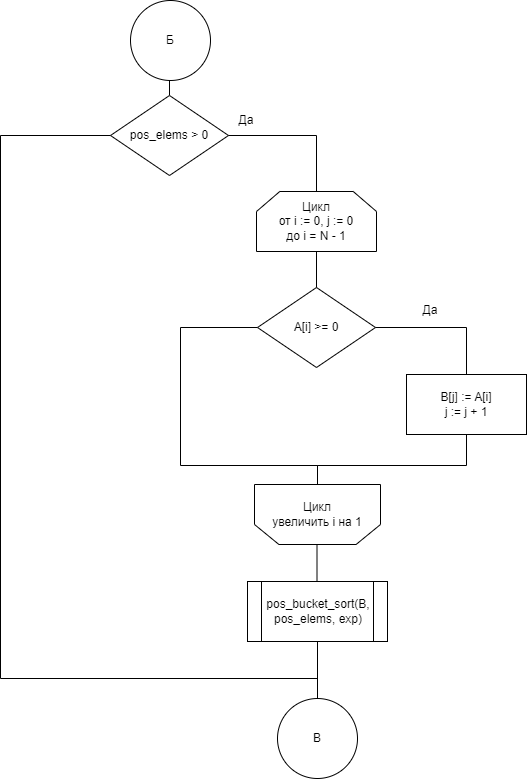 Б
pos_elems > 0
Да
Цикл
от i := 0, j := 0
до i = N - 1
A[i] >= 0
Да
B[j] := A[i]
j := j + 1
Цикл
увеличить i на 1
pos_bucket_sort(B,
pos_elems, exp)
В